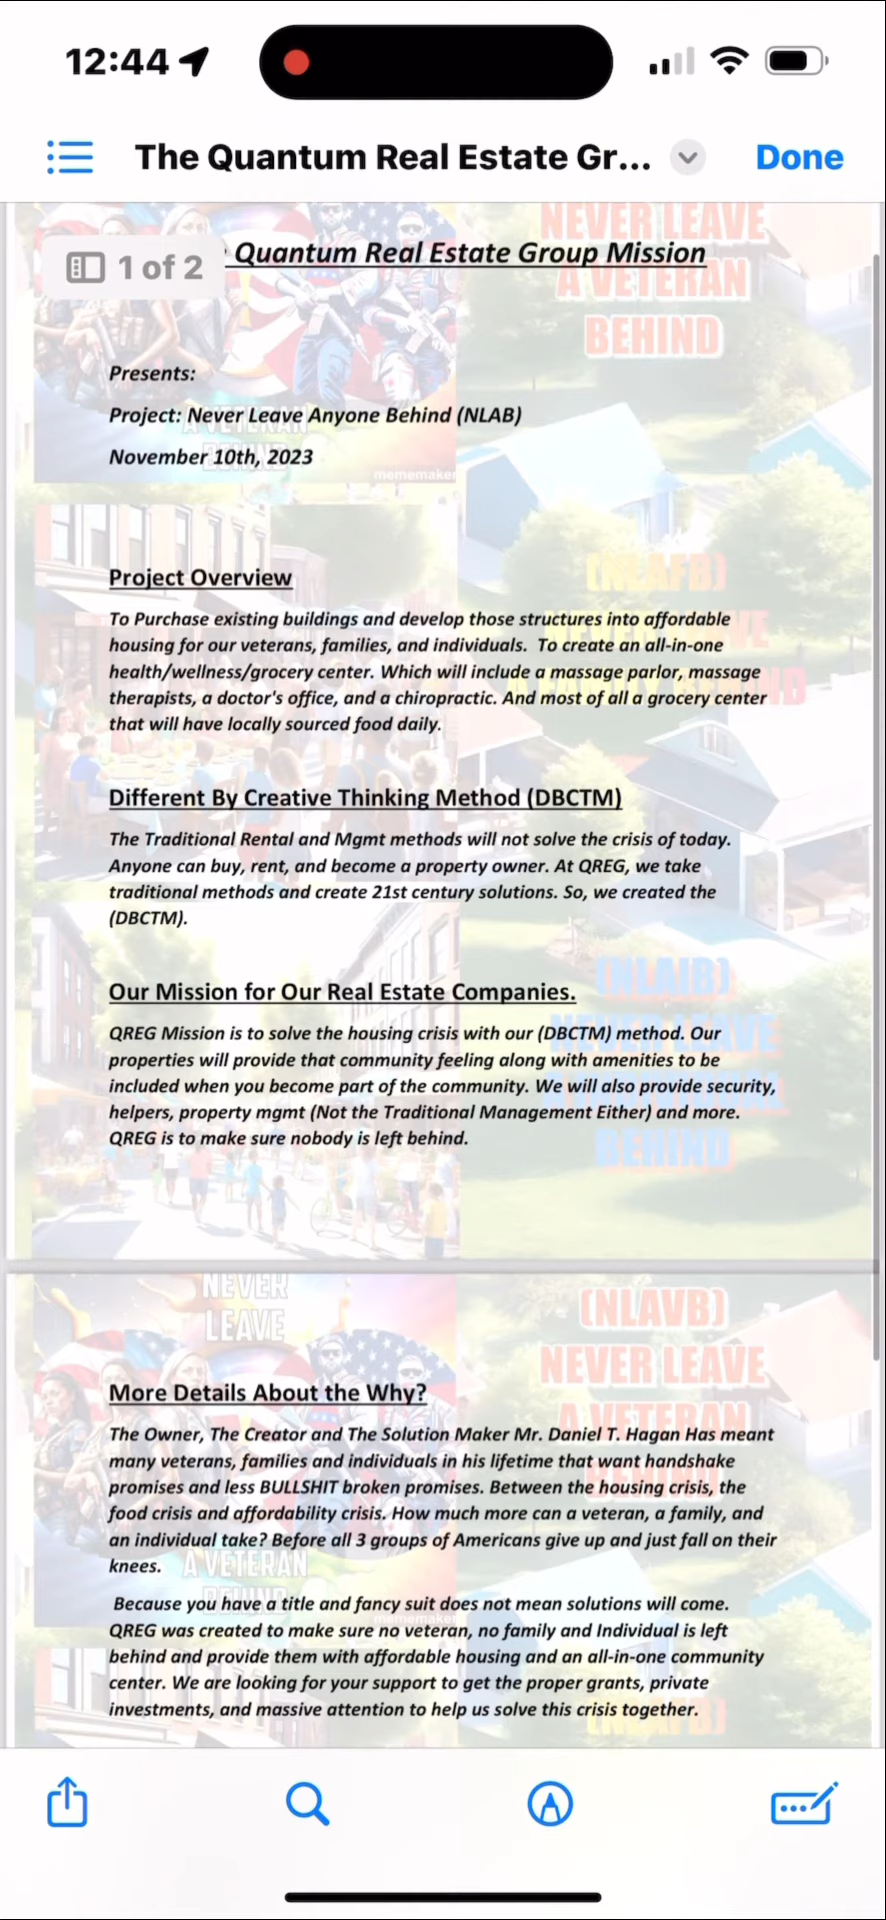 12:44
The Quantum Real Estate Gr...
Done
1 of 2
Quantum Real Estate Group Mission
NEVER LEAVE
A VETERAN
BEHIND
Presents:
Project: Never Leave Anyone Behind (NLAB)
A VETERAN
BEHIND
November 10th, 2023
mememaker
(NLAFB)
Project Overview
To Purchase existing buildings and develop those structures into affordable
housing for our veterans, families, and individuals.  To create an all-in-one
health/wellness/grocery center. Which will include a massage parlor, massage
therapists, a doctor's office, and a chiropractic. And most of all a grocery center
that will have locally sourced food daily.
Different By Creative Thinking Method (DBCTM)
The Traditional Rental and Mgmt methods will not solve the crisis of today.
Anyone can buy, rent, and become a property owner. At QREG, we take
traditional methods and create 21st century solutions. So, we created the
(DBCTM).
(NLAIB)
Our Mission for Our Real Estate Companies.
QREG Mission is to solve the housing crisis with our (DBCTM) method. Our
properties will provide that community feeling along with amenities to be
included when you become part of the community. We will also provide security,
helpers, property mgmt (Not the Traditional Management Either) and more.
QREG is to make sure nobody is left behind.
BEHIND
NEVER
LEAVE
(NLAVB)
NEVER LEAVE
A VETERAN
BEHIND
More Details About the Why?
The Owner, The Creator and The Solution Maker Mr. Daniel T. Hagan Has meant
many veterans, families and individuals in his lifetime that want handshake
promises and less BULLSHIT broken promises. Between the housing crisis, the
food crisis and affordability crisis. How much more can a veteran, a family, and
an individual take? Before all 3 groups of Americans give up and just fall on their
knees.
A VETERAN
BEHIND
Because you have a title and fancy suit does not mean solutions will come.
mememaker
QREG was created to make sure no veteran, no family and Individual is left
behind and provide them with affordable housing and an all-in-one community
center. We are looking for your support to get the proper grants, private
investments, and massive attention to help us solve this crisis together.
(NLAFB)